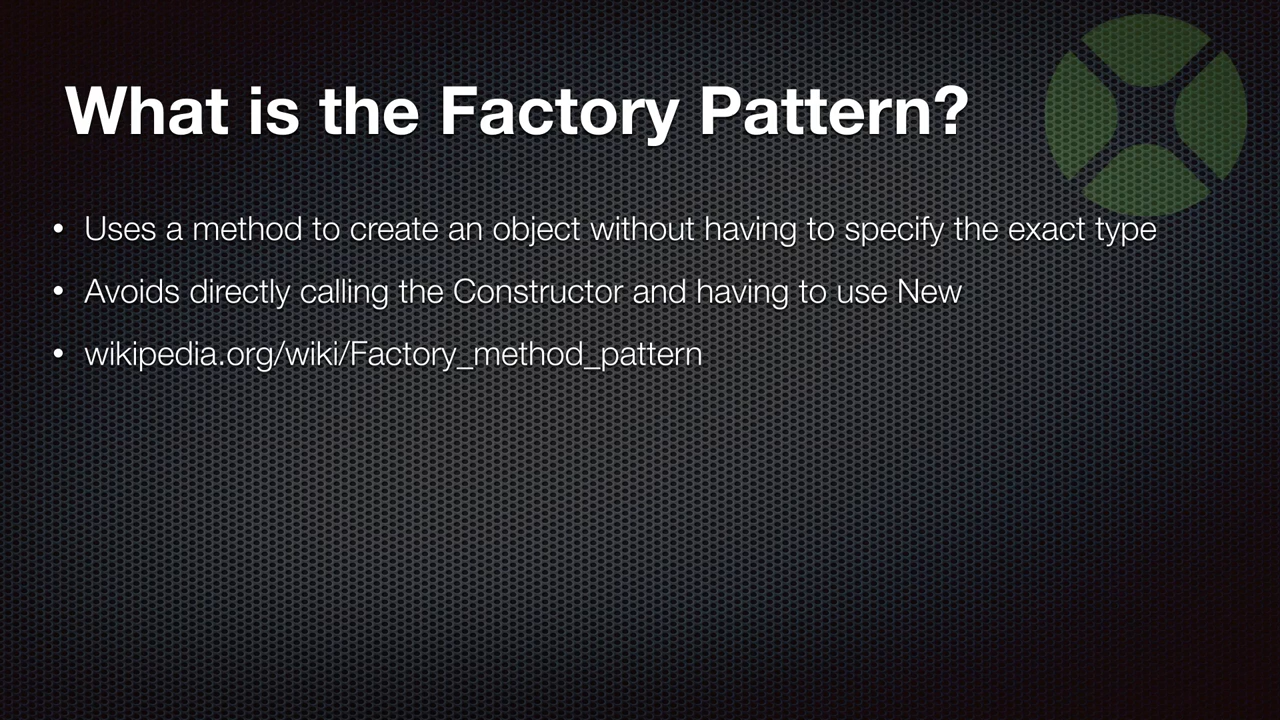 What is the Factory Pattern?
• Uses a method to create an object without having to specify the exact type
• Avoids directly calling the Constructor and having to use New
• wikipedia.org/wiki/Factory_method_pattern